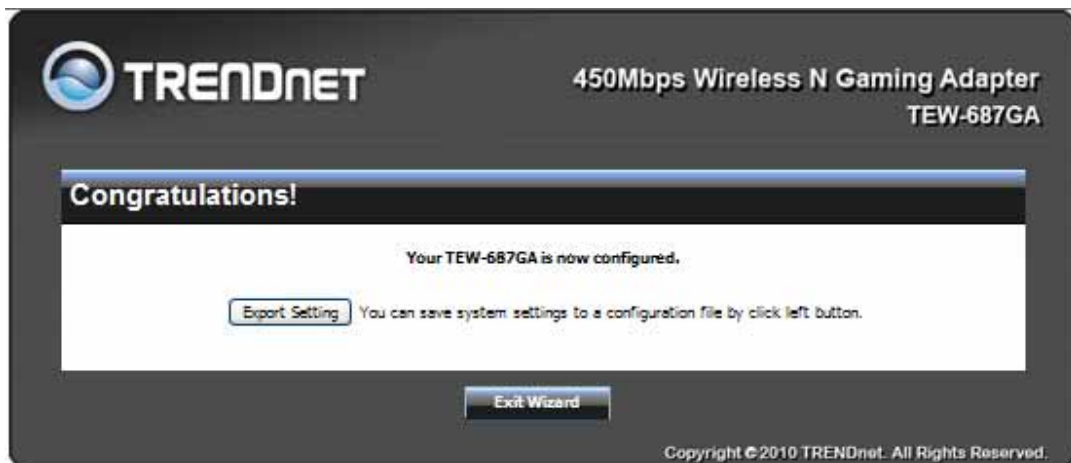 TRENDNET
450Mbps Wireless N Gaming Adapter
TEW-687GA
Congratulations!
Your TEW-687GA is now configured.
Export Setting You can save system settings to a configuration file by click left button.
Exit Wizard
Copyright © 2010 TRENDnet. All Rights Reserved.